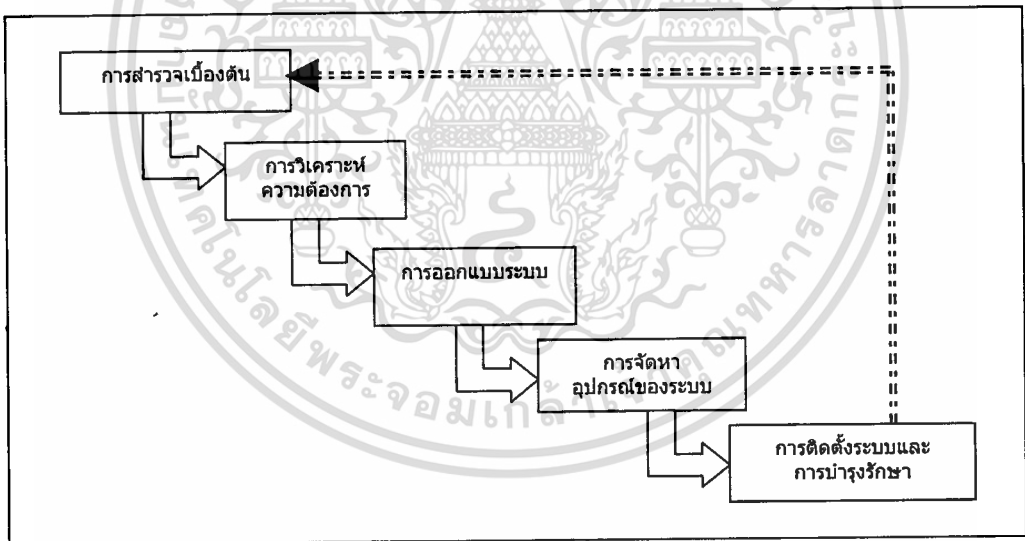 การสำรวจเบื้องต้น
การวิเคราะห์
ความต้องการ
การออกแบบระบบ
การจัดหา
อุปกรณ์ของระบบ
การติดตั้งระบบและ
การบำรุงรักษา